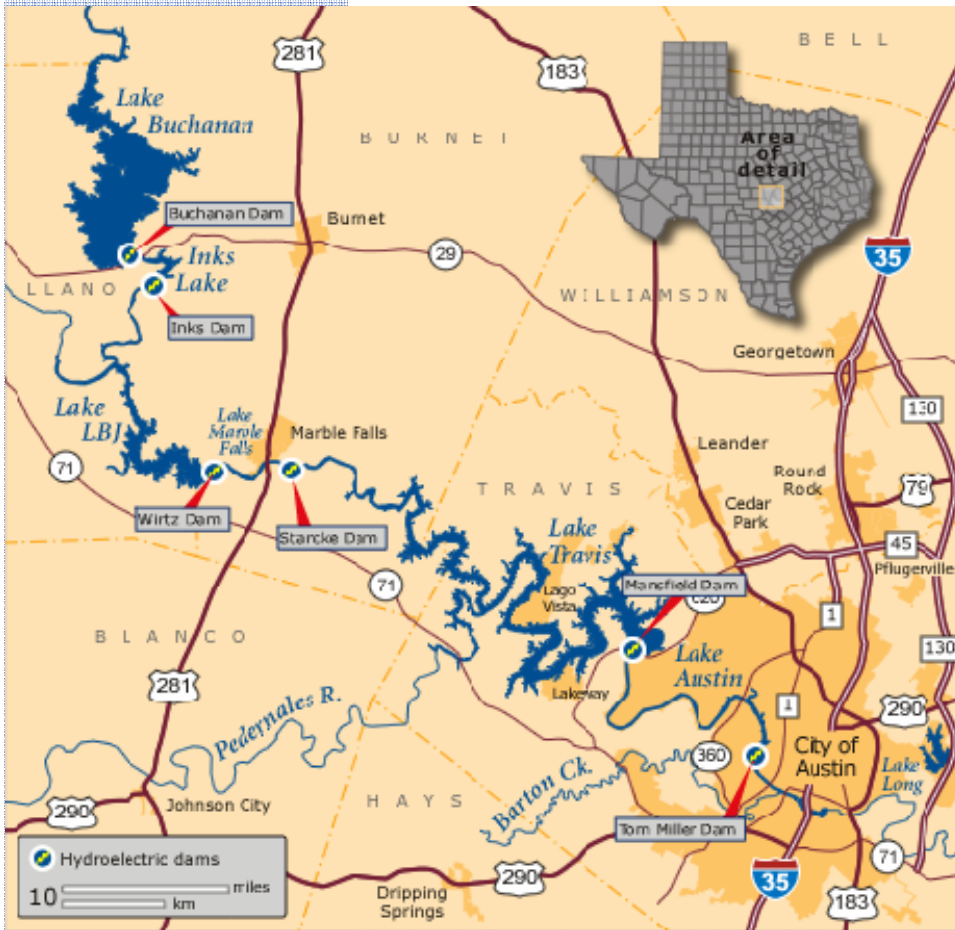 BELL
281
183
Lake
Buchanan
BURNET
Area
of
detail
Buchanan Dam
Burnet
29
35
Inks
Lake
LLANO
WILLIAMSON
Inks Dam
Georgetown
130
Lake
LBJ
Lake
Marble
Falls
Marble Falls
Leander
71
Round
Rock
79
TRAVIS
Cedar
Park
Wirtz Dam
Starcke Dam
Lake
Travis
45
Pflugerville
71
Lago
Vista
Mansfield Dam
620
1
BLANCO
130
Lake
Austin
281
Lakeway
1
290
Pedernales R.
360
City of
Austin
Lake
Long
Barton Ck.
290
Johnson City
HAYS
Tom Miller Dam
71
Hydroelectric dams
10
miles
km
290
35
183
Dripping
Springs